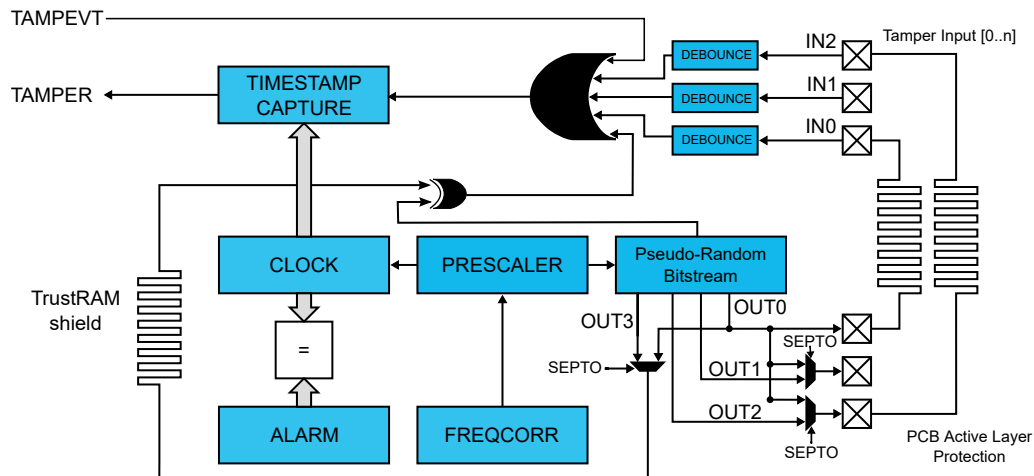 TAMPEVT
Tamper Input [0..n]
IN2
DEBOUNCE
TIMESTAMP
CAPTURE
TAMPER
IN1
DEBOUNCE
IN0
DEBOUNCE
CLOCK
PRESCALER
Pseudo-Random
Bitstream
TrustRAM
shield
OUT3
OUT0
SEPTO
=
SEPTO
OUT1
OUT2
ALARM
FREQCORR
SEPTO
PCB Active Layer
Protection